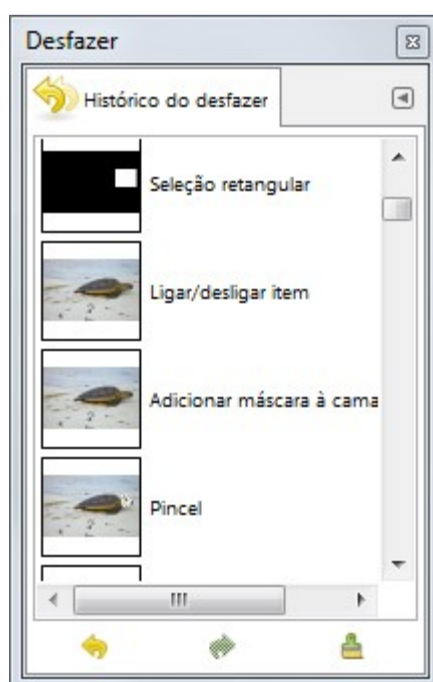 Desfazer
Histórico do desfazer
Seleção retangular
Ligar/desligar item
Adicionar máscara à cama
Pincel